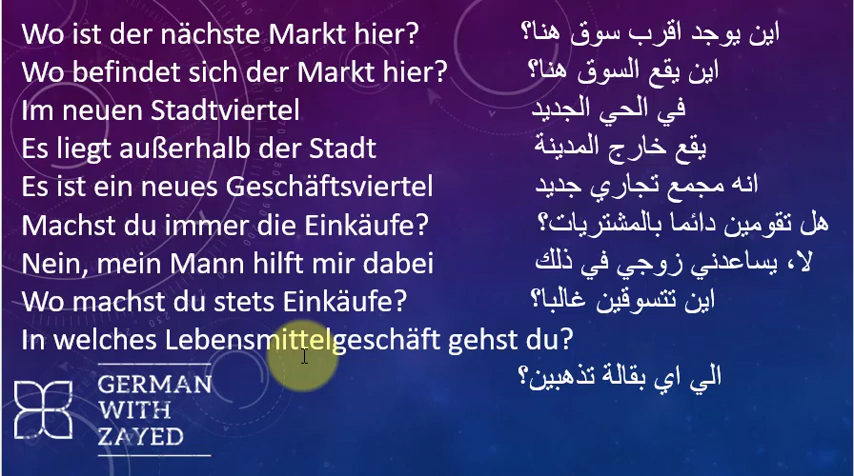 Wo ist der nächste Markt hier? اين يوجد اقرب سوق هنا؟
Wo befindet sich der Markt hier? اين يقع السوق هنا؟
Im neuen Stadtviertel في الحي الجديد
Es liegt außerhalb der Stadt يقع خارج المدينة
Es ist ein neues Geschäftsviertel انه مجمع تجاري جديد
Machst du immer die Einkäufe? هل تقومين دائما بالمشتريات؟
Nein, mein Mann hilft mir dabei لا، يساعدني زوجي في ذلك
Wo machst du stets Einkäufe? اين تتسوقين غالبا؟
In welches Lebensmittelgeschäft gehst du?
الي اي بقالة تذهبين؟
GERMAN
WITH
ZAYED